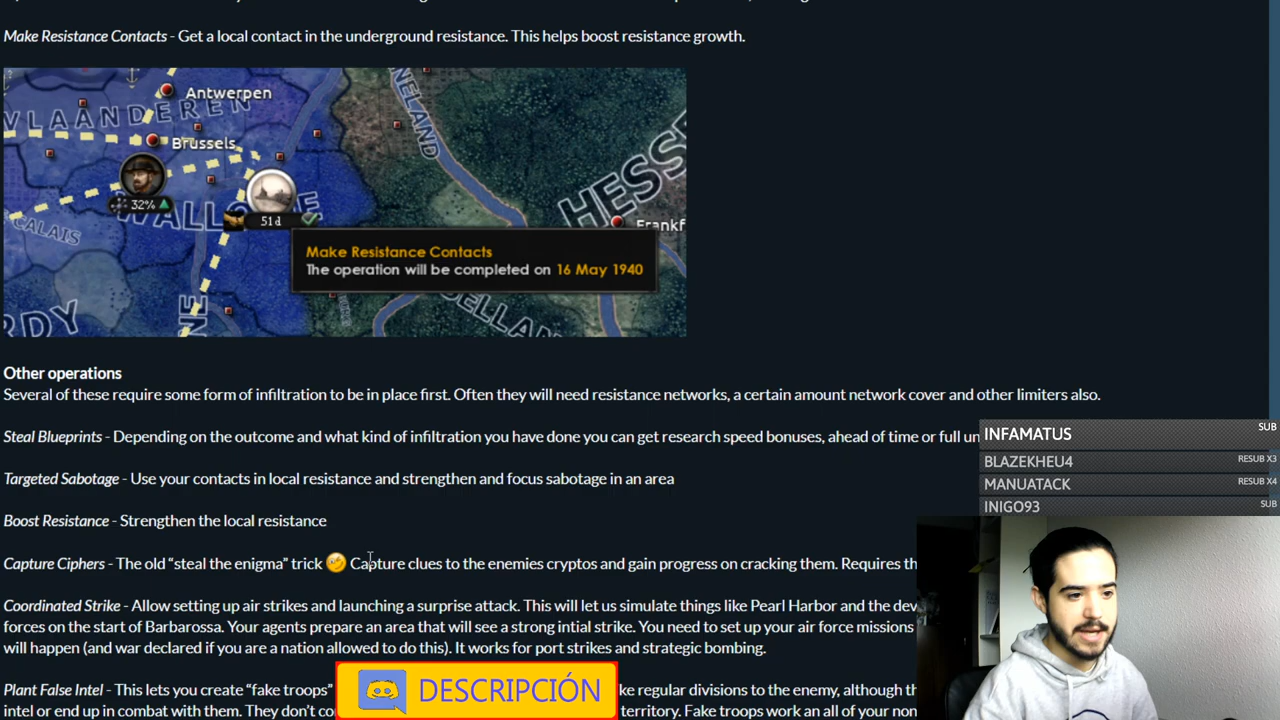 Make Resistance Contacts - Get a local contact in the underground resistance. This helps boost resistance growth.
Antwerpen
VLAANDEREN
Brussels
32%
WALLO
51d
CALAIS
HESSE
Frankf
Make Resistance Contacts
The operation will be completed on 16 May 1940
Other operations
Several of these require some form of infiltration to be in place first. Often they will need resistance networks, a certain amount network cover and other limiters also.
Steal Blueprints - Depending on the outcome and what kind of infiltration you have done you can get research speed bonuses, ahead of time or full un
Targeted Sabotage - Use your contacts in local resistance and strengthen and focus sabotage in an area
Boost Resistance - Strengthen the local resistance
Capture Ciphers - The old “steal the enigma” trick Capture clues to the enemies cryptos and gain progress on cracking them. Requires th
Coordinated Strike - Allow setting up air strikes and launching a surprise attack. This will let us simulate things like Pearl Harbor and the dev
forces on the start of Barbarossa. Your agents prepare an area that will see a strong intial strike. You need to set up your air force missions
will happen (and war declared if you are a nation allowed to do this). It works for port strikes and strategic bombing.
Plant False Intel - This lets you create “fake troops” ke regular divisions to the enemy, although th
intel or end up in combat with them. They don’t co territory. Fake troops work an all of your non
DESCRIPCIÓN
INFAMATUS SUB
BLAZEKHEU4 RESUB X3
MANUATACK RESUB X4
INIGO93 SUB